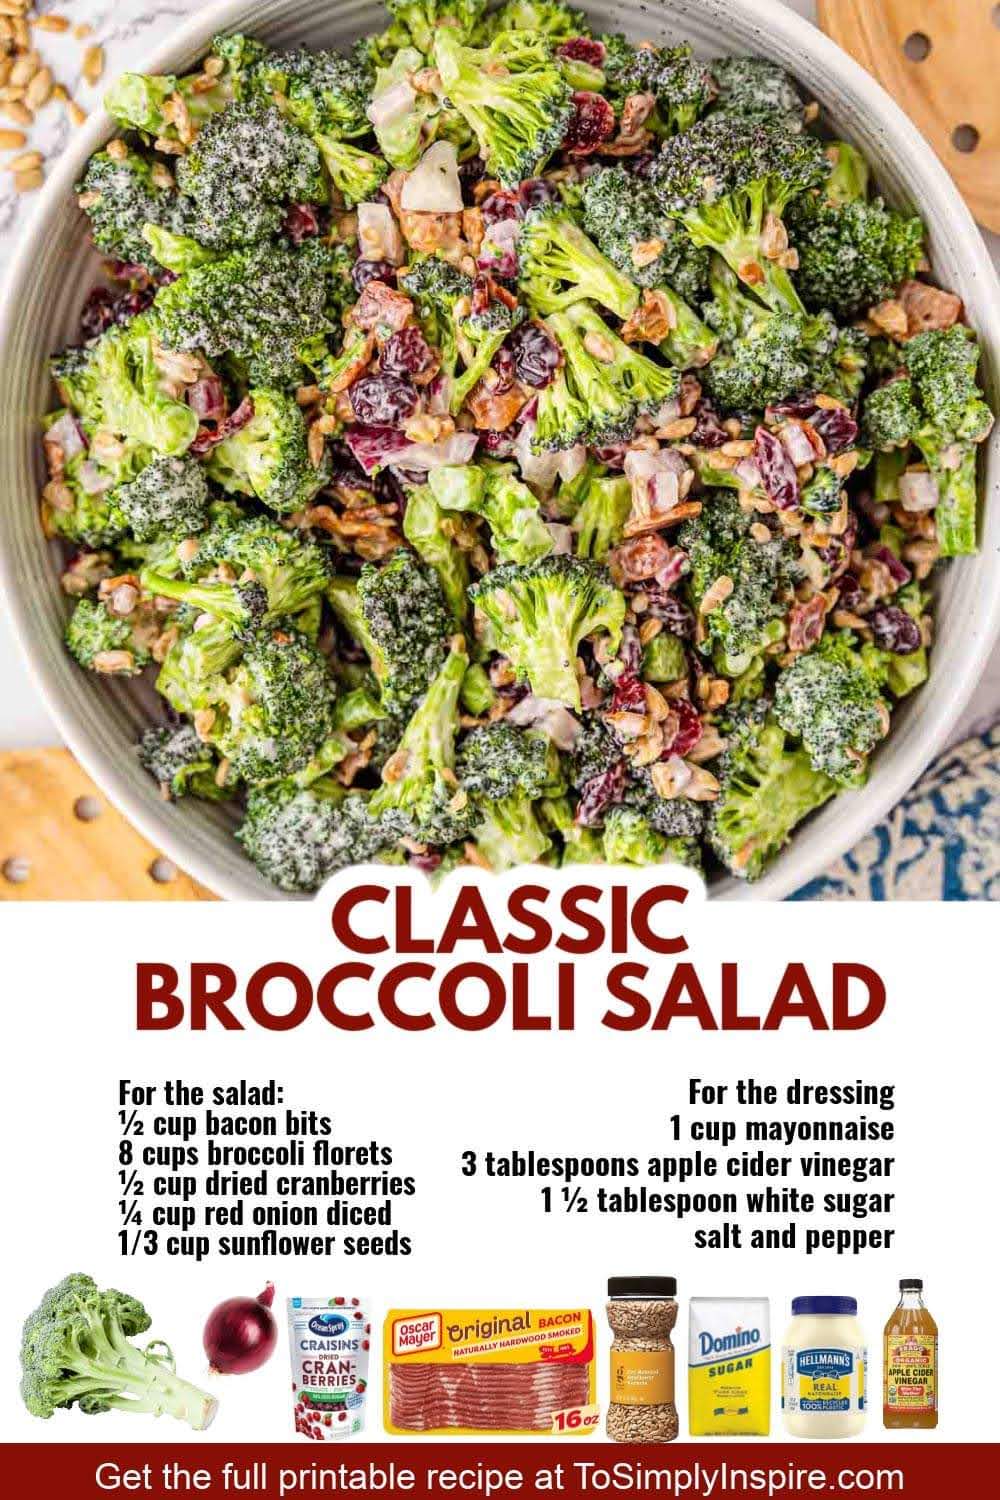 CLASSIC
BROCCOLI SALAD
For the salad:
½ cup bacon bits
8 cups broccoli florets
½ cup dried cranberries
¼ cup red onion diced
1/3 cup sunflower seeds
For the dressing
1 cup mayonnaise
3 tablespoons apple cider vinegar
1 ½ tablespoon white sugar
salt and pepper
Ocean Spray
CRAISINS
DRIED
CRAN-
BERRIES
Oscar
Mayer
Original BACON
NATURALLY HARDWOOD SMOKED
16 oz
Domino
SUGAR
HELLMANN'S
REAL
MAYONNAISE
BRAGG
ORGANIC
APPLE CIDER
VINEGAR
Get the full printable recipe at ToSimplyInspire.com